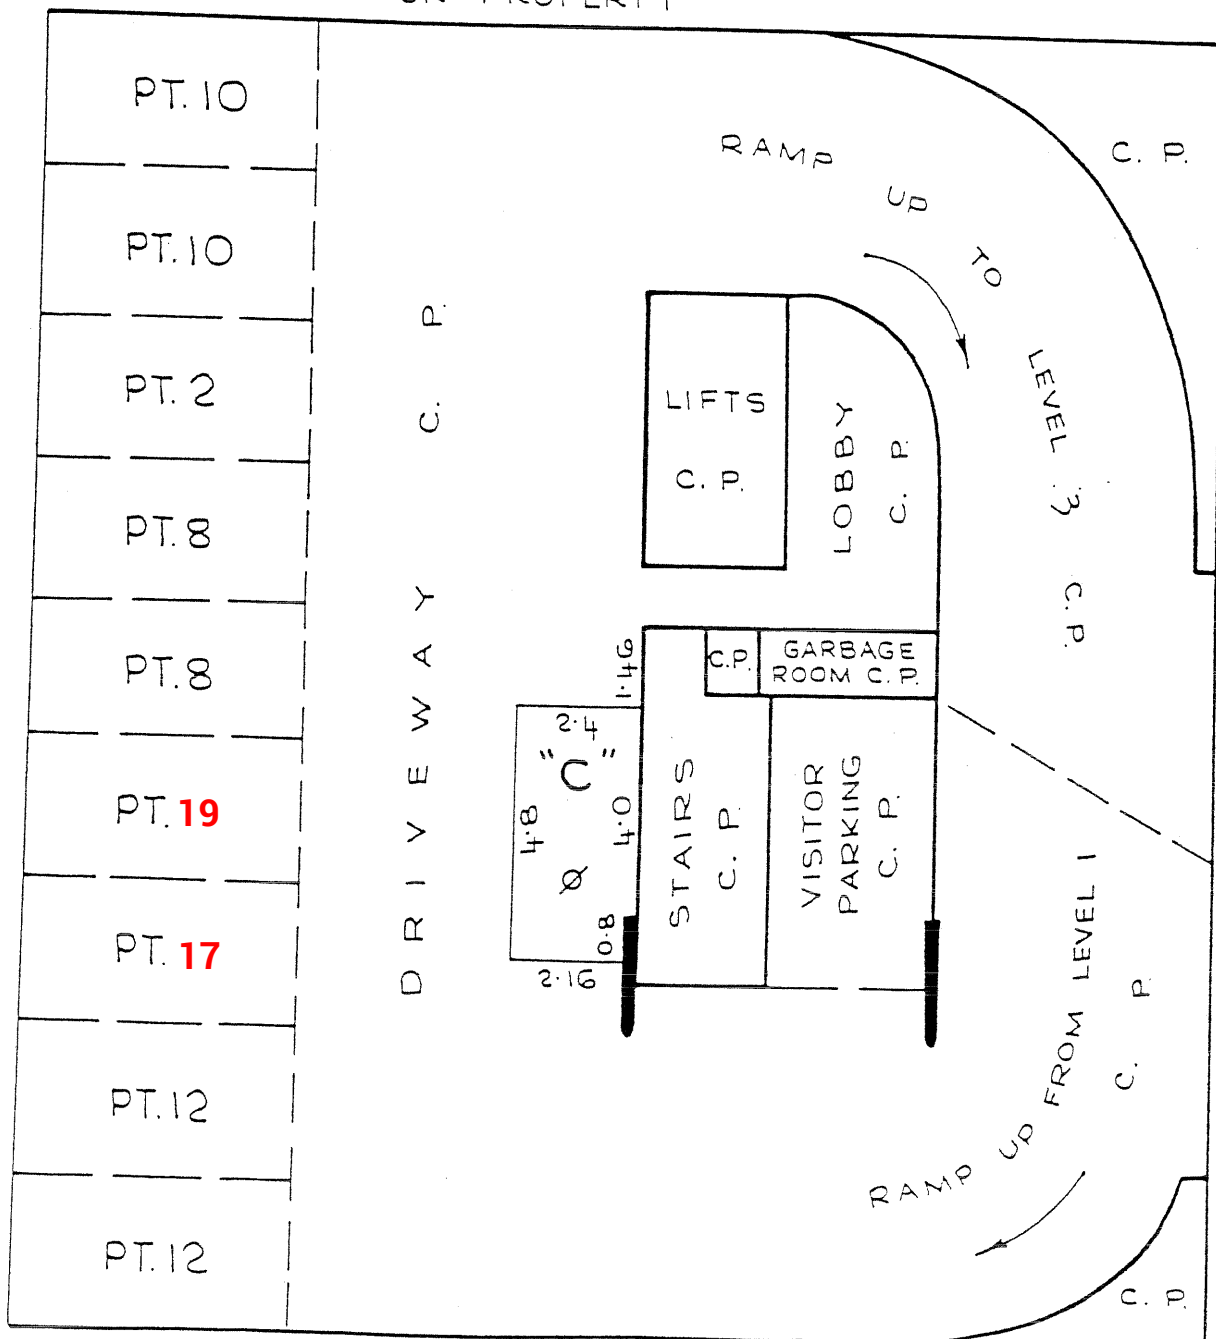 PT. 10
PT. 10
PT. 2
PT. 8
PT. 8
PT. 19
PT. 17
PT. 12
PT. 12
DRIVEWAY C. P.
RAMP UP TO LEVEL 3 C.P.
C. P.
LIFTS
C. P.
LOBBY
C. P.
C.P.
GARBAGE
ROOM C. P.
1.46
2.4
"C"
4.8
4.0
0.8
2.16
STAIRS
C. P.
VISITOR
PARKING
C. P.
RAMP UP FROM LEVEL 1
C. P.
C. P.